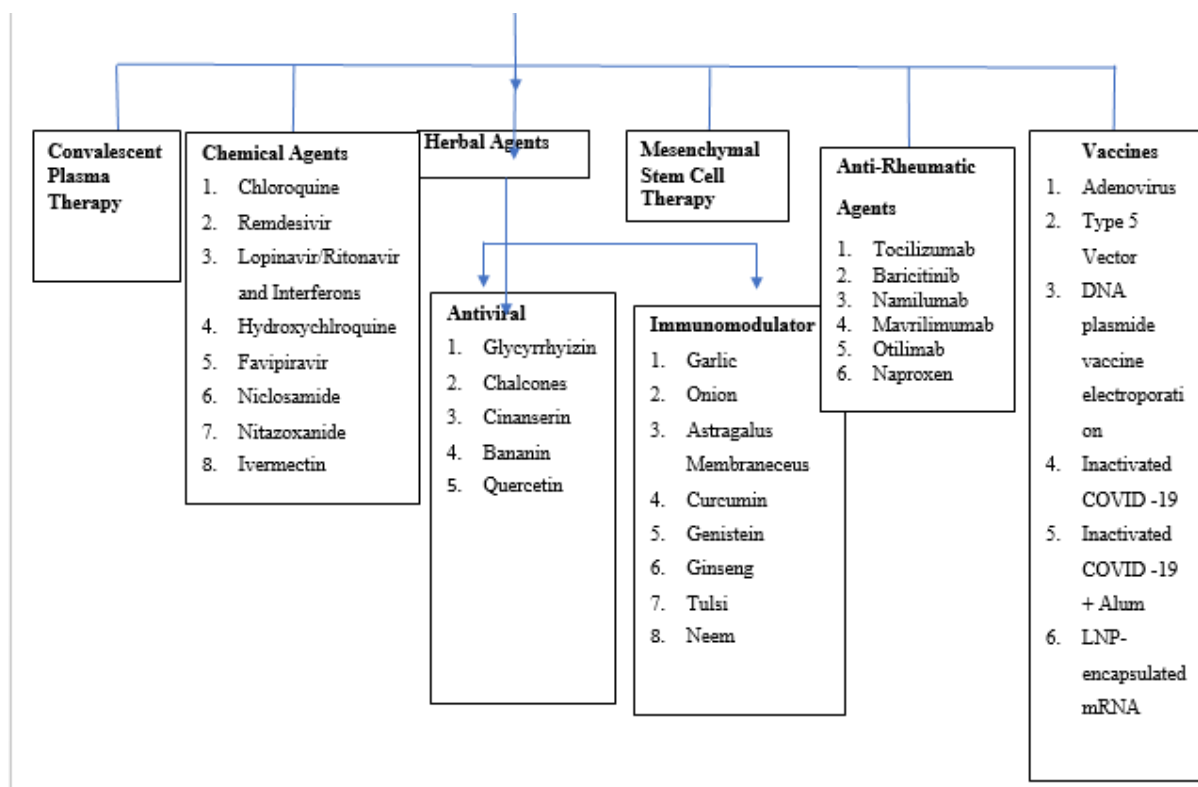 Convalescent
Plasma
Therapy
Chemical Agents
1. Chloroquine
2. Remdesivir
3. Lopinavir/Ritonavir
and Interferons
4. Hydroxychlroquine
5. Favipiravir
6. Niclosamide
7. Nitazoxanide
8. Ivermectin
Herbal Agents
Antiviral
1. Glycyrrhyizin
2. Chalcones
3. Cinanserin
4. Bananin
5. Quercetin
Immunomodulator
1. Garlic
2. Onion
3. Astragalus
Membraneceus
4. Curcumin
5. Genistein
6. Ginseng
7. Tulsi
8. Neem
Mesenchymal
Stem Cell
Therapy
Anti-Rheumatic
Agents
1. Tocilizumab
2. Baricitinib
3. Namilumab
4. Mavrilimumab
5. Otilimab
6. Naproxen
Vaccines
1. Adenovirus
2. Type 5
Vector
3. DNA
plasmide
vaccine
electroporati
on
4. Inactivated
COVID -19
5. Inactivated
COVID -19
+ Alum
6. LNP-
encapsulated
mRNA